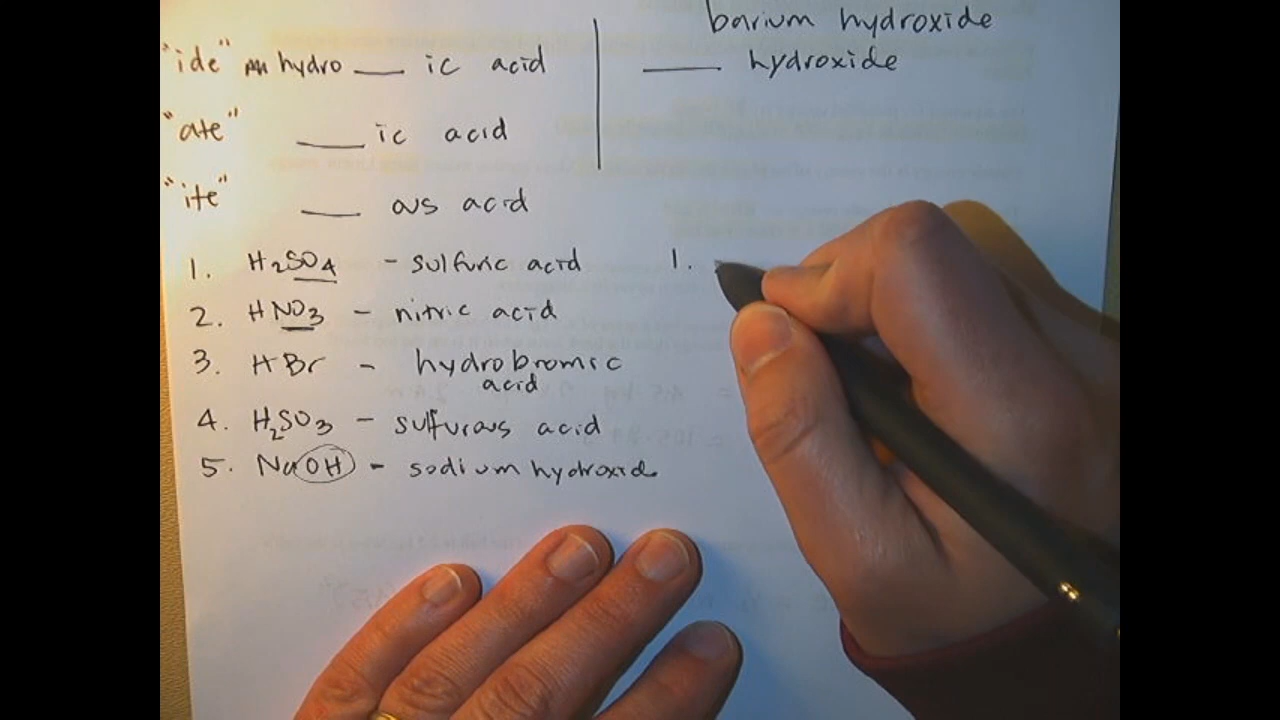 barium hydroxide
"ide" hydro ___ ic acid
___ hydroxide
"ate" ___ ic acid
"ite" ___ ous acid
1. H2SO4 - sulfuric acid
1.
2. HNO3 - nitric acid
3. HBr - hydrobromic
acid
4. H2SO3 - sulfurous acid
5. NaOH - sodium hydroxide